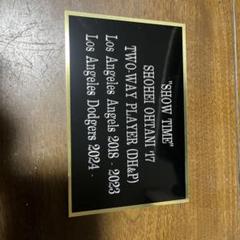 "SHOW TIME"
SHOHEI OHTANI '17
TWO-WAY PLAYER (DH&P)
Los Angeles Angels 2018 - 2023
Los Angeles Dodgers 2024 -